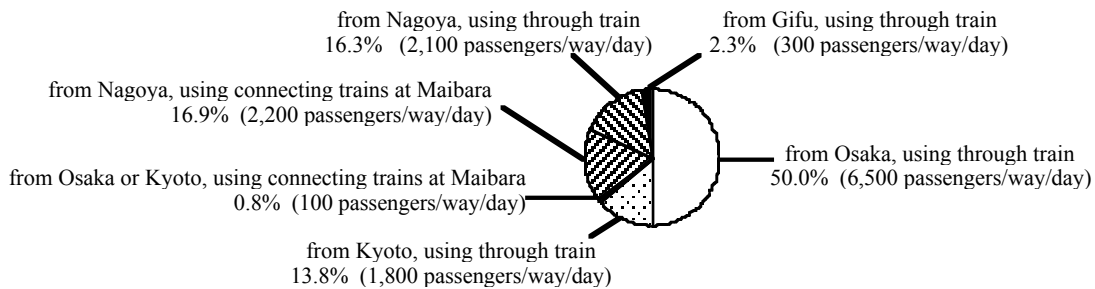 from Nagoya, using through train
16.3% (2,100 passengers/way/day)
from Gifu, using through train
2.3% (300 passengers/way/day)
from Nagoya, using connecting trains at Maibara
16.9% (2,200 passengers/way/day)
from Osaka, using through train
50.0% (6,500 passengers/way/day)
from Osaka or Kyoto, using connecting trains at Maibara
0.8% (100 passengers/way/day)
from Kyoto, using through train
13.8% (1,800 passengers/way/day)